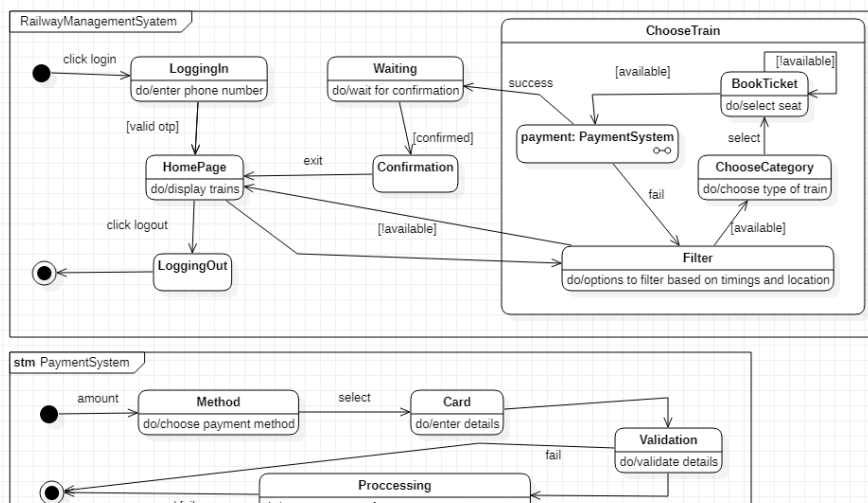 RailwayManagementSyatem
ChooseTrain
click login
LoggingIn
do/enter phone number
Waiting
do/wait for confirmation
success
[available]
[!available]
BookTicket
do/select seat
[valid otp]
[confirmed]
payment: PaymentSystem
select
HomePage
do/display trains
exit
Confirmation
ChooseCategory
do/choose type of train
fail
click logout
[!available]
[available]
LoggingOut
Filter
do/options to filter based on timings and location
stm PaymentSystem
amount
Method
do/choose payment method
select
Card
do/enter details
Validation
do/validate details
fail
Proccessing